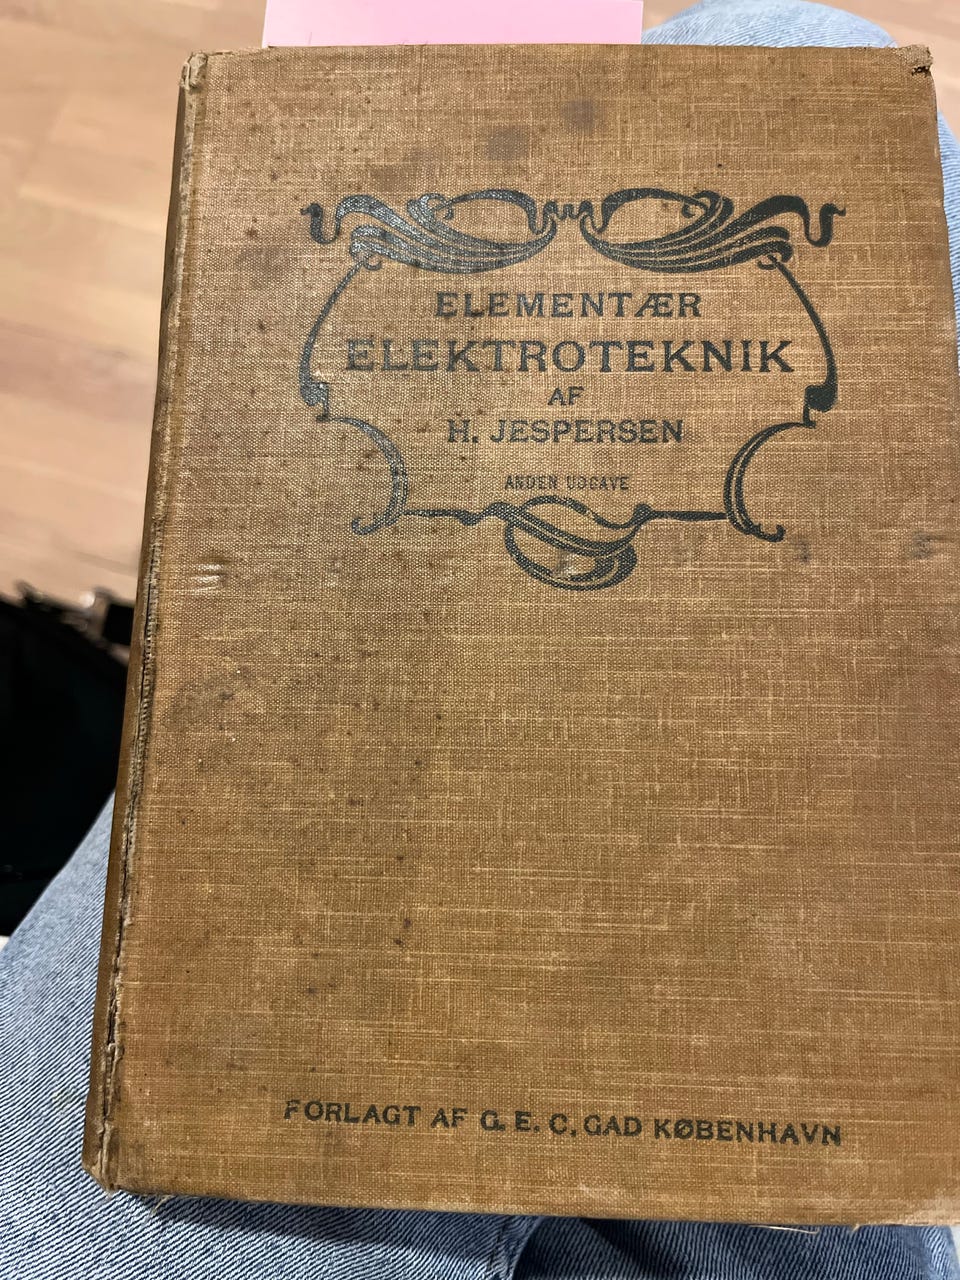 ELEMENTÆR
ELEKTROTEKNIK
AF
H. JESPERSEN
ANDEN UDGAVE
FORLAGT AF G. E. C. GAD KØBENHAVN